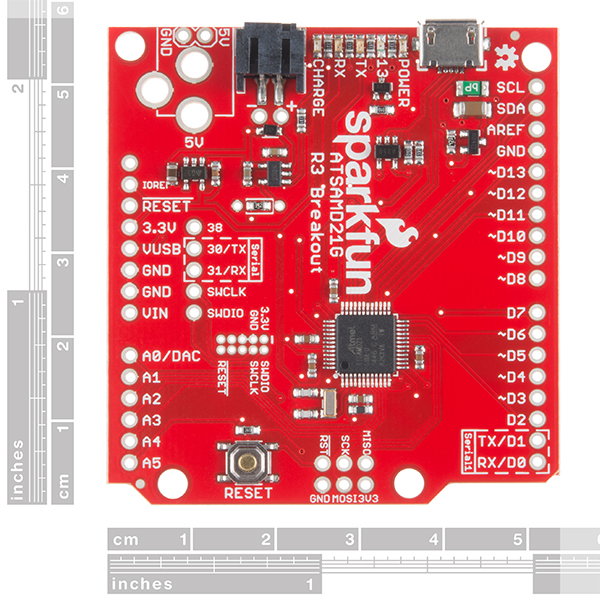 GND
5V
5V
CHARGE
RX
TX
13
POWER
sparkfun
ATSAMD21G
R3 Breakout
SCL
SDA
AREF
GND
~D13
~D12
~D11
~D10
~D9
~D8
D7
~D6
~D5
~D4
~D3
D2
TX/D1
RX/D0
Serial1
IOREF
RESET
3.3V
VUSB
GND
GND
VIN
38
30/TX
31/RX
Serial
SWCLK
SWDIO
3.3V
GND
SWDIO
SWCLK
RESET
A0/DAC
A1
A2
A3
A4
A5
RESET
RST
SCK
MISO
GND MOSI 3V3
Atmel
inches
1
2
cm
1
2
3
4
5
6
cm 1 2 3 4 5 6
inches 1